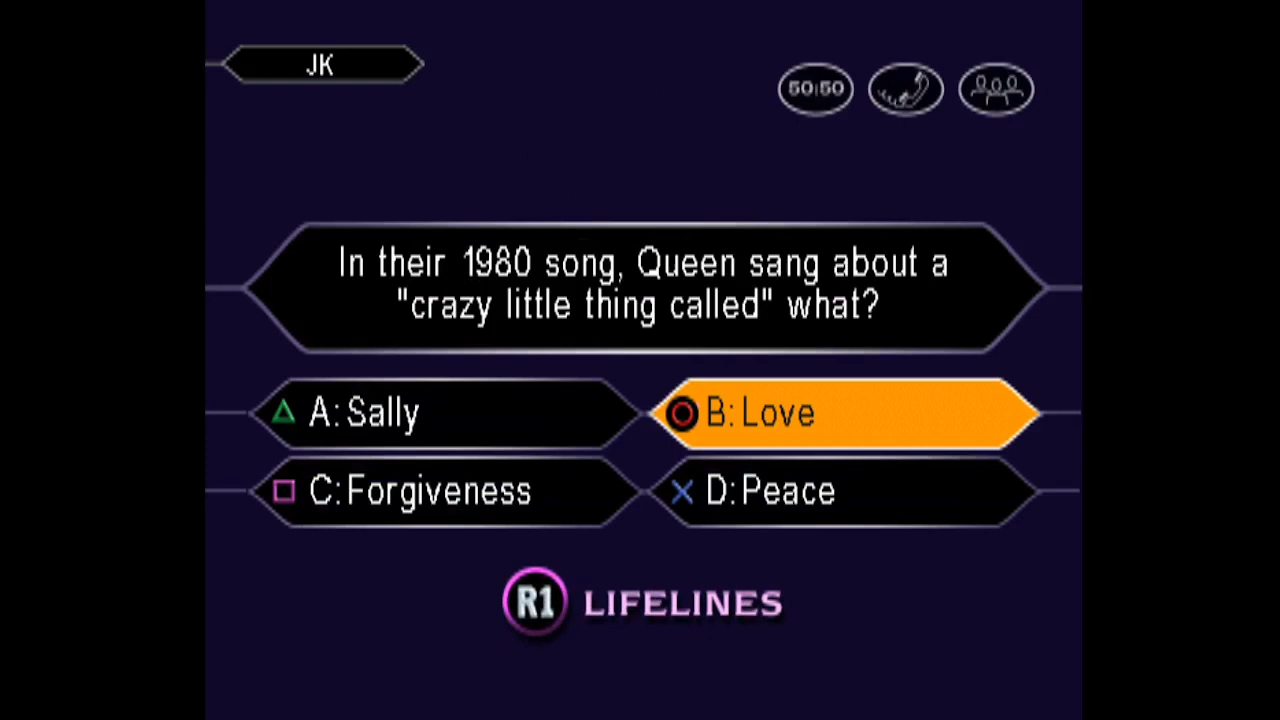 JK
50:50
In their 1980 song, Queen sang about a
"crazy little thing called" what?
A: Sally
B: Love
C: Forgiveness
D: Peace
R1 LIFELINES